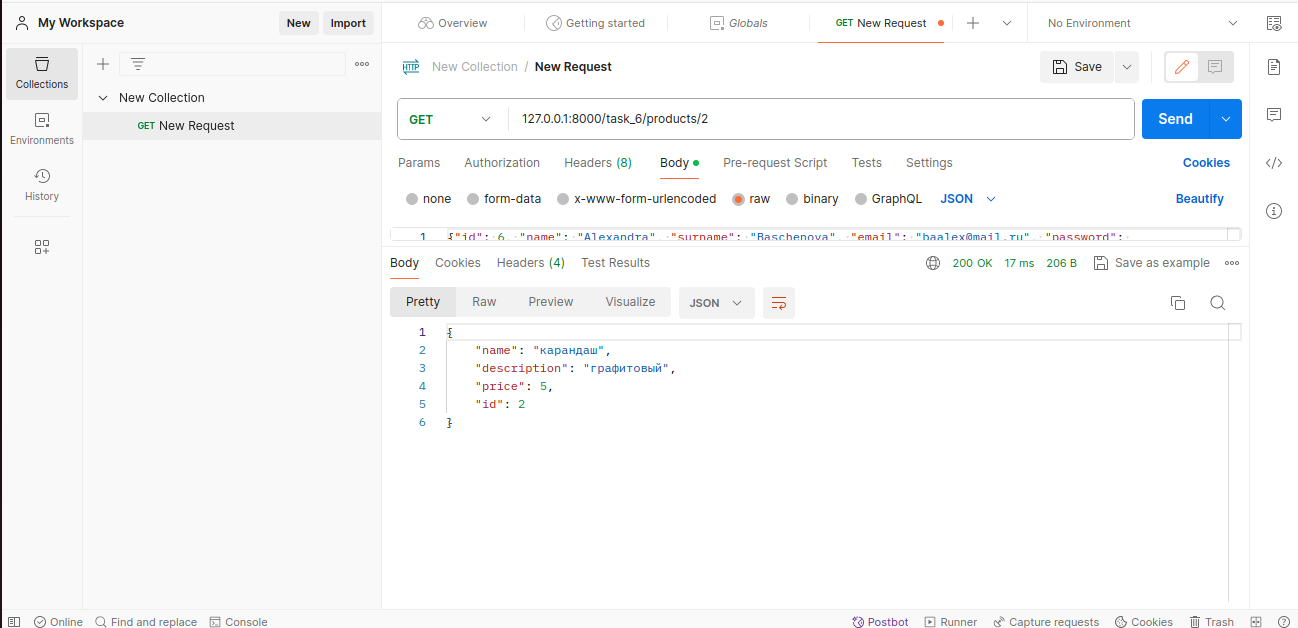 My Workspace
New
Import
Overview
Getting started
Globals
GET New Request
No Environment
Collections
Environments
History
New Collection
GET New Request
HTTP New Collection / New Request
Save
GET
127.0.0.1:8000/task_6/products/2
Send
Params
Authorization
Headers (8)
Body
Pre-request Script
Tests
Settings
Cookies
none
form-data
x-www-form-urlencoded
raw
binary
GraphQL
JSON
Beautify
1 {"id": 6, "name": "Alexandra", "surname": "Baschenova", "email": "baalex@mail.ru", "password":
Body
Cookies
Headers (4)
Test Results
200 OK
17 ms
206 B
Save as example
Pretty
Raw
Preview
Visualize
JSON
1 {
2 "name": "карандаш",
3 "description": "графитовый",
4 "price": 5,
5 "id": 2
6 }
Online
Find and replace
Console
Postbot
Runner
Capture requests
Cookies
Trash